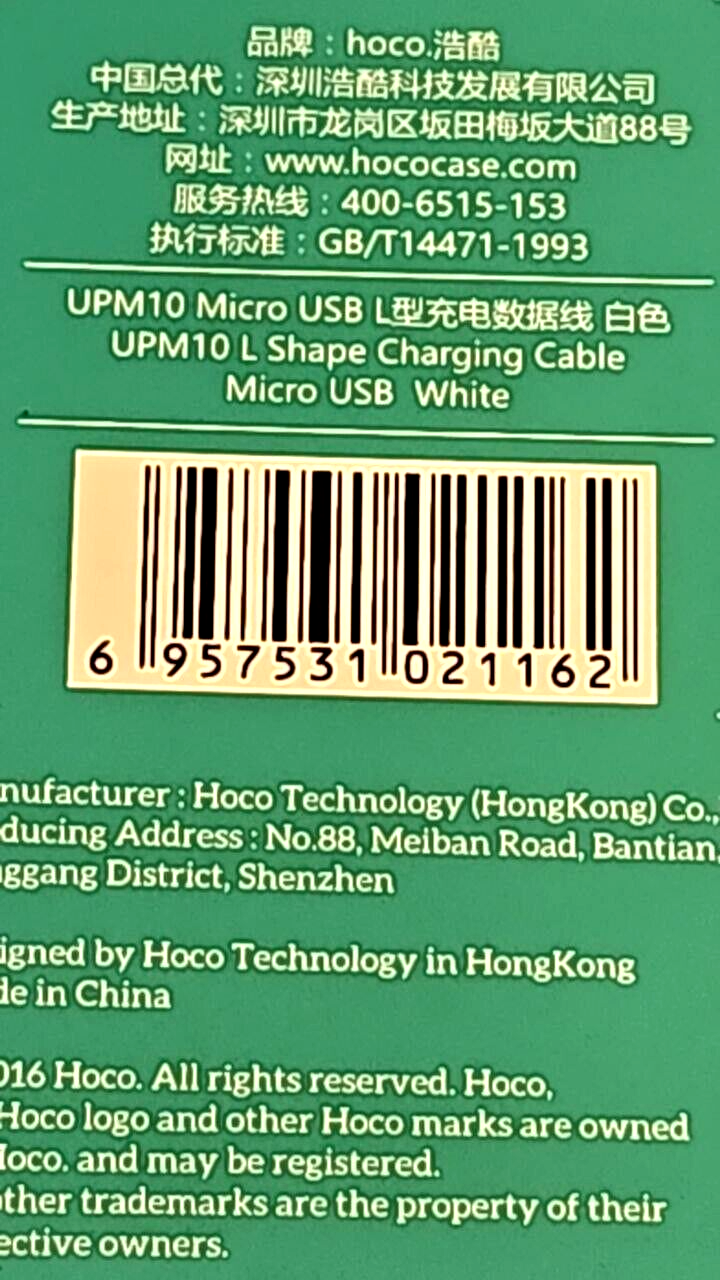 品牌：hoco.浩酷
中国总代：深圳浩酷科技发展有限公司
生产地址：深圳市龙岗区坂田梅坂大道88号
网址：www.hococase.com
服务热线：400-6515-153
执行标准：GB/T14471-1993
UPM10 Micro USB L型充电数据线 白色
UPM10 L Shape Charging Cable
Micro USB White
6 957531 021162
nufacturer : Hoco Technology (HongKong) Co.,
ducing Address : No.88, Meiban Road, Bantian,
ggang District, Shenzhen
igned by Hoco Technology in HongKong
de in China
016 Hoco. All rights reserved. Hoco,
Hoco logo and other Hoco marks are owned
Hoco. and may be registered.
other trademarks are the property of their
ective owners.